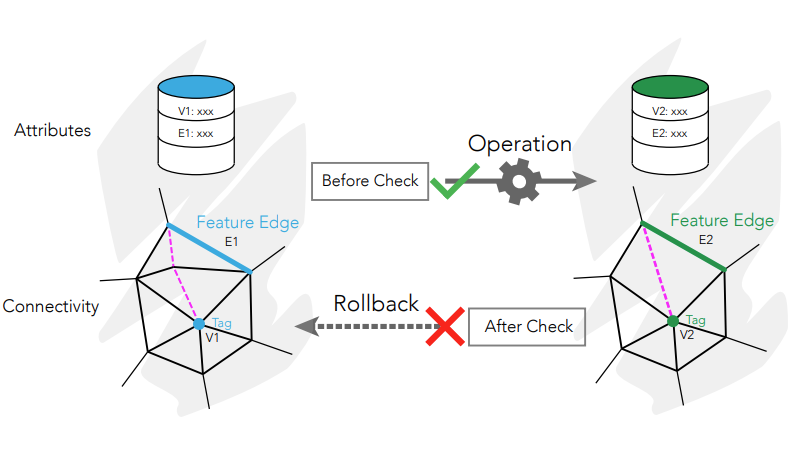 Attributes
V1: xxx
E1: xxx
V2: xxx
E2: xxx
Operation
Before Check
Feature Edge
E1
Feature Edge
E2
Connectivity
Rollback
After Check
Tag
V1
Tag
V2